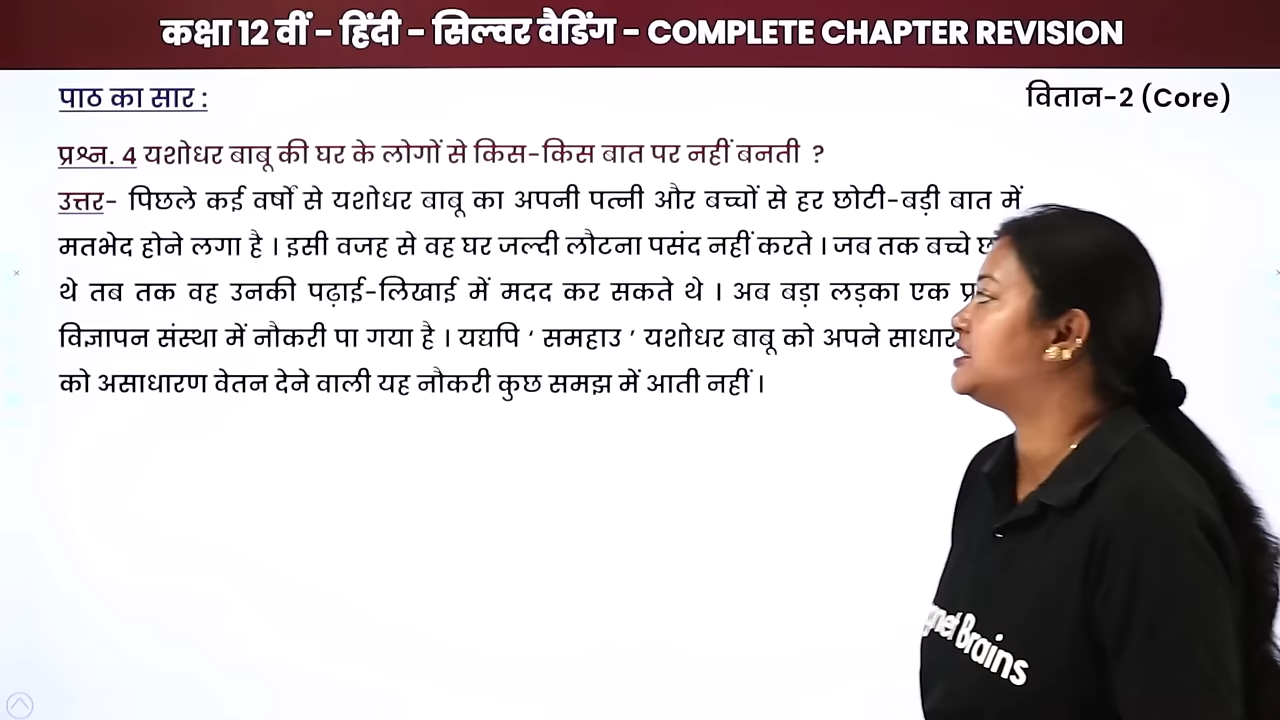 कक्षा 12 वीं - हिंदी - सिल्वर वैडिंग - COMPLETE CHAPTER REVISION
पाठ का सार :
वितान-2 (Core)
प्रश्न. 4 यशोधर बाबू की घर के लोगों से किस-किस बात पर नहीं बनती ?
उत्तर- पिछले कई वर्षों से यशोधर बाबू का अपनी पत्नी और बच्चों से हर छोटी-बड़ी बात में
मतभेद होने लगा है । इसी वजह से वह घर जल्दी लौटना पसंद नहीं करते । जब तक बच्चे
थे तब तक वह उनकी पढ़ाई-लिखाई में मदद कर सकते थे । अब बड़ा लड़का एक
विज्ञापन संस्था में नौकरी पा गया है । यद्यपि ‘ समहाउ ’ यशोधर बाबू को अपने
को असाधारण वेतन देने वाली यह नौकरी कुछ समझ में आती नहीं ।
Brains